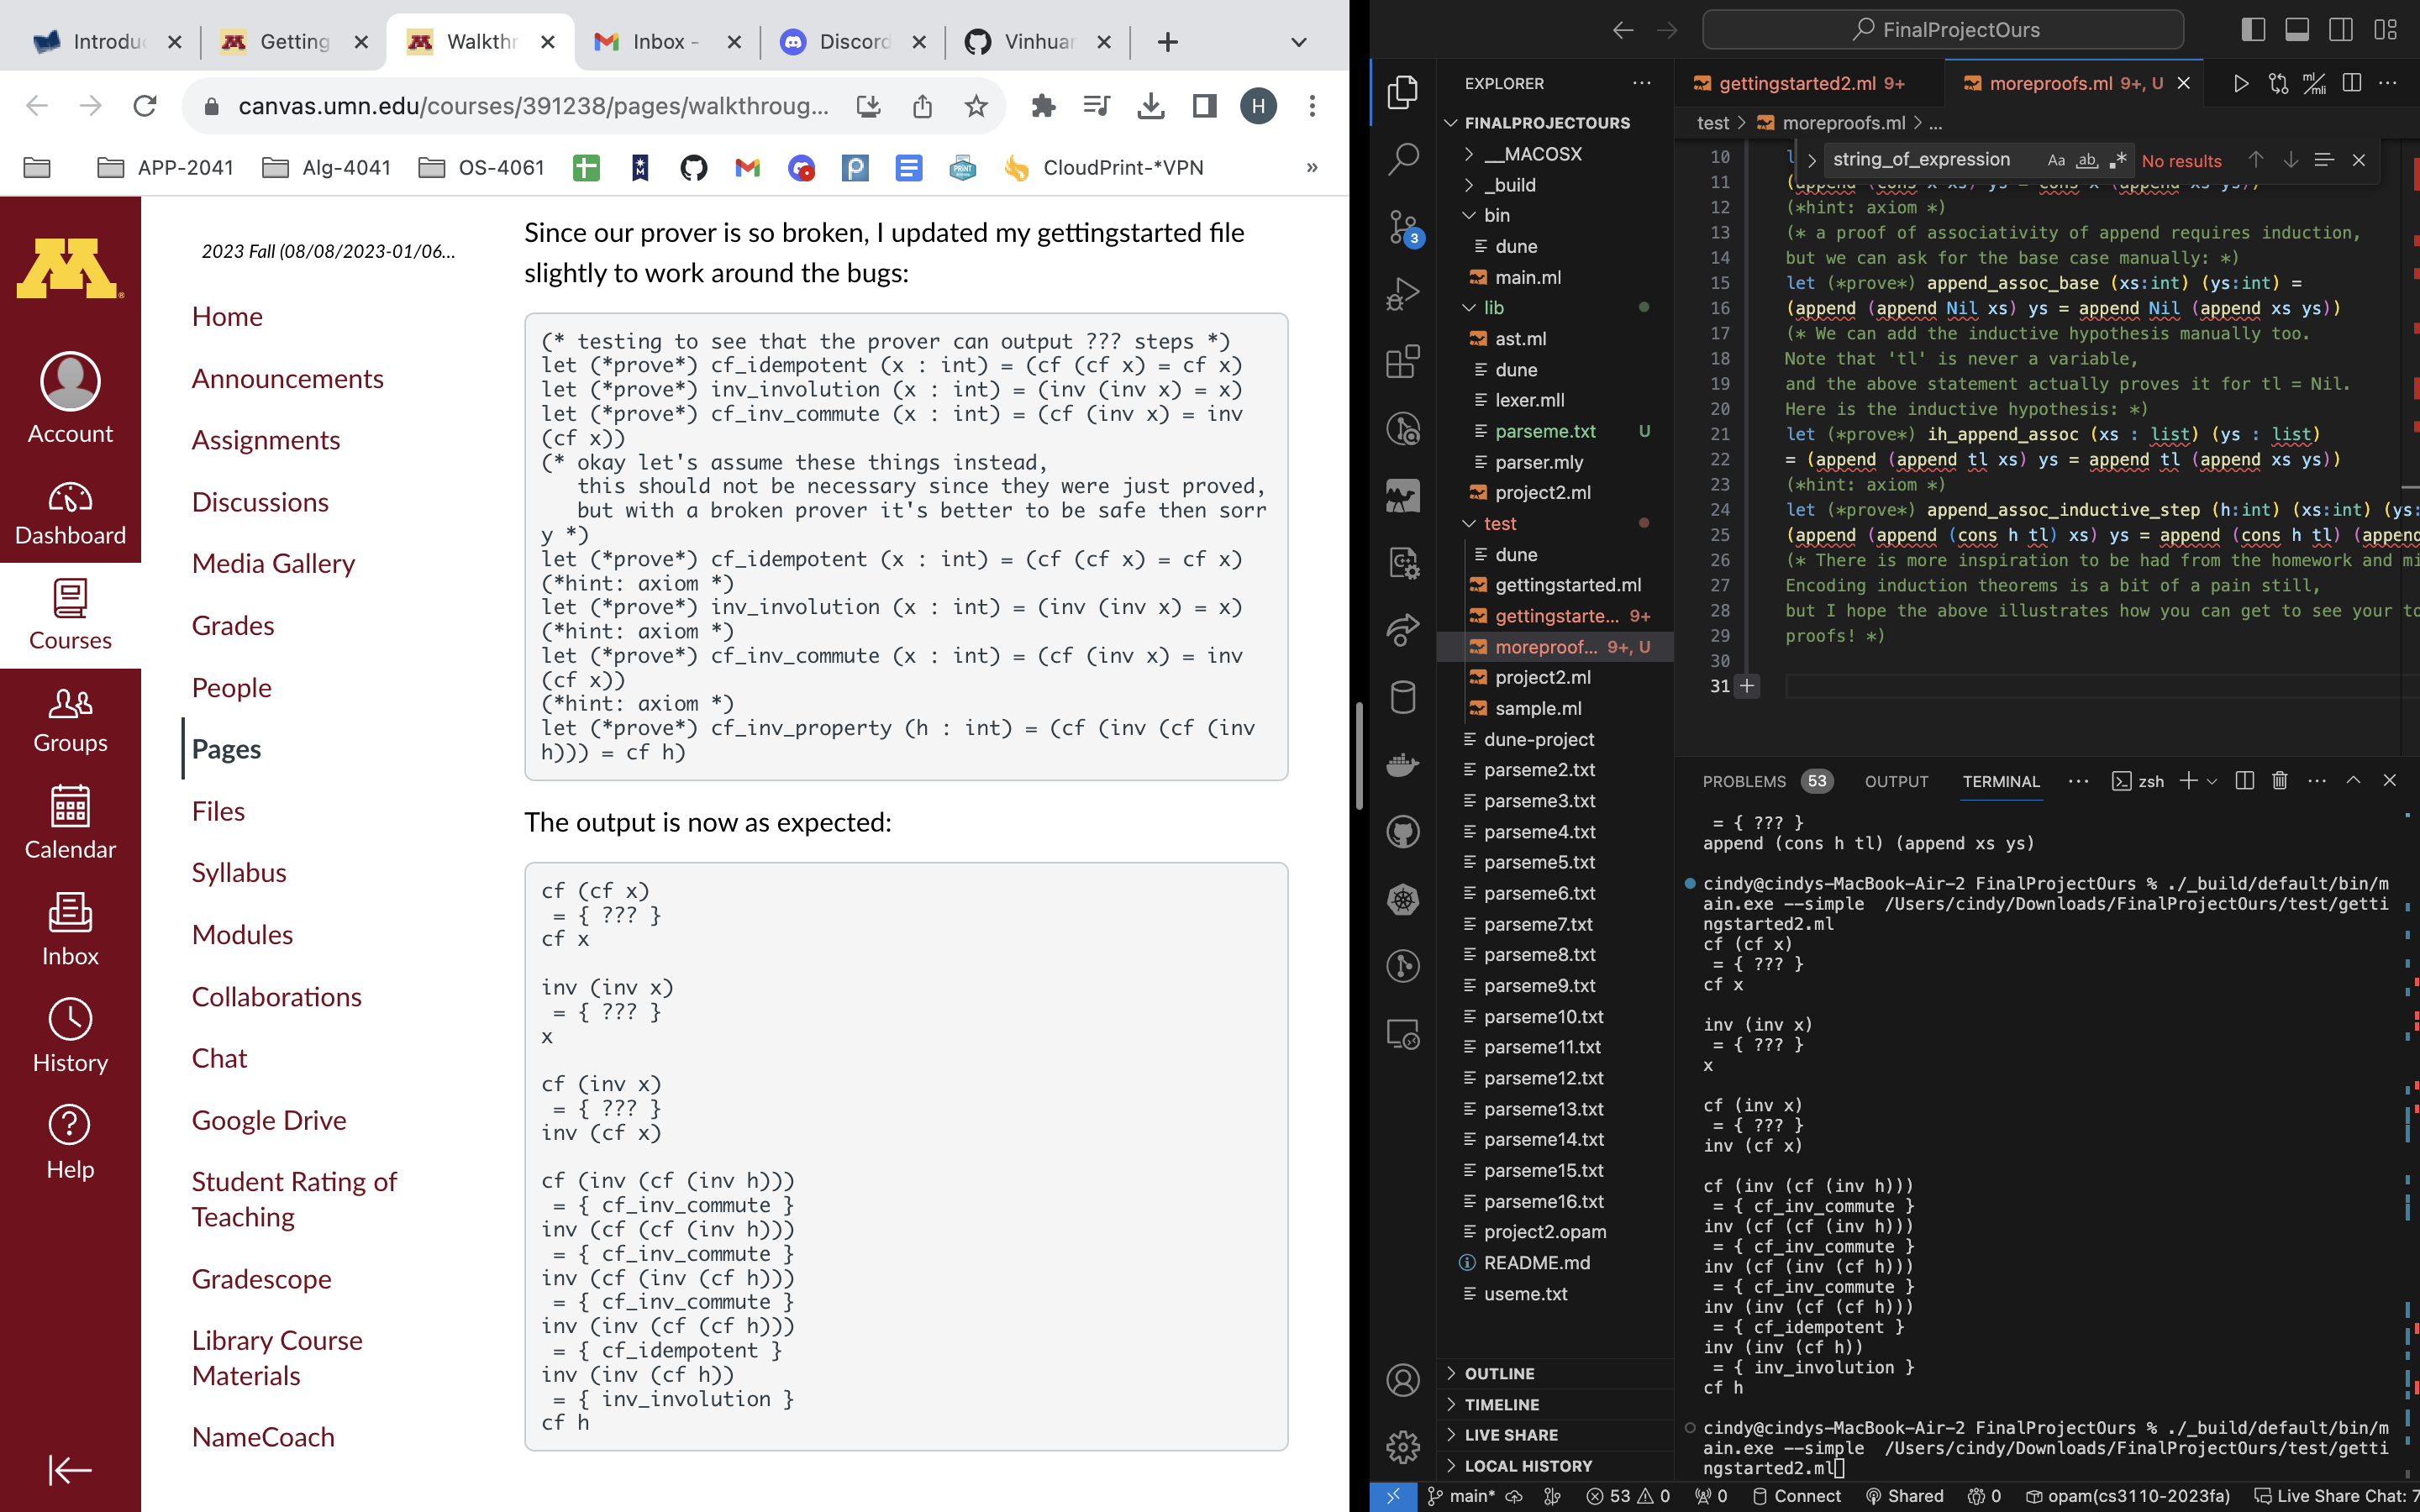 Introdu
Getting
Walkthr
Inbox -
Discord
Vinhuan
canvas.umn.edu/courses/391238/pages/walkthroug...
H
APP-2041
Alg-4041
OS-4061
CloudPrint-*VPN
»
Account
Dashboard
Courses
Groups
Calendar
Inbox
History
Help
2023 Fall (08/08/2023-01/06...
Home
Announcements
Assignments
Discussions
Media Gallery
Grades
People
Pages
Files
Syllabus
Modules
Collaborations
Chat
Google Drive
Student Rating of
Teaching
Gradescope
Library Course
Materials
NameCoach
Since our prover is so broken, I updated my gettingstarted file
slightly to work around the bugs:
(* testing to see that the prover can output ??? steps *)
let (*prove*) cf_idempotent (x : int) = (cf (cf x) = cf x)
let (*prove*) inv_involution (x : int) = (inv (inv x) = x)
let (*prove*) cf_inv_commute (x : int) = (cf (inv x) = inv
(cf x))
(* okay let's assume these things instead,
this should not be necessary since they were just proved,
but with a broken prover it's better to be safe then sorr
y *)
let (*prove*) cf_idempotent (x : int) = (cf (cf x) = cf x)
(*hint: axiom *)
let (*prove*) inv_involution (x : int) = (inv (inv x) = x)
(*hint: axiom *)
let (*prove*) cf_inv_commute (x : int) = (cf (inv x) = inv
(cf x))
(*hint: axiom *)
let (*prove*) cf_inv_property (h : int) = (cf (inv (cf (inv
h))) = cf h)
The output is now as expected:
cf (cf x)
= { ??? }
cf x
inv (inv x)
= { ??? }
x
cf (inv x)
= { ??? }
inv (cf x)
cf (inv (cf (inv h)))
= { cf_inv_commute }
inv (cf (cf (inv h)))
= { cf_inv_commute }
inv (cf (inv (cf h)))
= { cf_inv_commute }
inv (inv (cf (cf h)))
= { cf_idempotent }
inv (inv (cf h))
= { inv_involution }
cf h
FinalProjectOurs
EXPLORER
FINALPROJECTOURS
__MACOSX
_build
bin
dune
main.ml
lib
ast.ml
dune
lexer.mll
parseme.txt U
parser.mly
project2.ml
test
dune
gettingstarted.ml
gettingstarte... 9+
moreproof... 9+, U
project2.ml
sample.ml
dune-project
parseme2.txt
parseme3.txt
parseme4.txt
parseme5.txt
parseme6.txt
parseme7.txt
parseme8.txt
parseme9.txt
parseme10.txt
parseme11.txt
parseme12.txt
parseme13.txt
parseme14.txt
parseme15.txt
parseme16.txt
project2.opam
README.md
useme.txt
OUTLINE
TIMELINE
LIVE SHARE
LOCAL HISTORY
3
gettingstarted2.ml 9+
moreproofs.ml 9+, U
test > moreproofs.ml > ...
string_of_expression
Aa ab No results
10
11 (append (cons x xs) ys = cons x (append xs ys))
12 (*hint: axiom *)
13 (* a proof of associativity of append requires induction,
14 but we can ask for the base case manually: *)
15 let (*prove*) append_assoc_base (xs:int) (ys:int) =
16 (append (append Nil xs) ys = append Nil (append xs ys))
17 (* We can add the inductive hypothesis manually too.
18 Note that 'tl' is never a variable,
19 and the above statement actually proves it for tl = Nil.
20 Here is the inductive hypothesis: *)
21 let (*prove*) ih_append_assoc (xs : list) (ys : list)
22 = (append (append tl xs) ys = append tl (append xs ys))
23 (*hint: axiom *)
24 let (*prove*) append_assoc_inductive_step (h:int) (xs:int) (ys:
25 (append (append (cons h tl) xs) ys = append (cons h tl) (append
26 (* There is more inspiration to be had from the homework and mi
27 Encoding induction theorems is a bit of a pain still,
28 but I hope the above illustrates how you can get to see your to
29 proofs! *)
30
31
PROBLEMS 53 OUTPUT TERMINAL zsh
= { ??? }
append (cons h tl) (append xs ys)
cindy@cindys-MacBook-Air-2 FinalProjectOurs % ./_build/default/bin/m
ain.exe --simple /Users/cindy/Downloads/FinalProjectOurs/test/getti
ngstarted2.ml
cf (cf x)
= { ??? }
cf x
inv (inv x)
= { ??? }
x
cf (inv x)
= { ??? }
inv (cf x)
cf (inv (cf (inv h)))
= { cf_inv_commute }
inv (cf (cf (inv h)))
= { cf_inv_commute }
inv (cf (inv (cf h)))
= { cf_inv_commute }
inv (inv (cf (cf h)))
= { cf_idempotent }
inv (inv (cf h))
= { inv_involution }
cf h
cindy@cindys-MacBook-Air-2 FinalProjectOurs % ./_build/default/bin/m
ain.exe --simple /Users/cindy/Downloads/FinalProjectOurs/test/getti
ngstarted2.ml
main* 53 0 0 Connect Shared 0 opam(cs3110-2023fa) Live Share Chat: 7